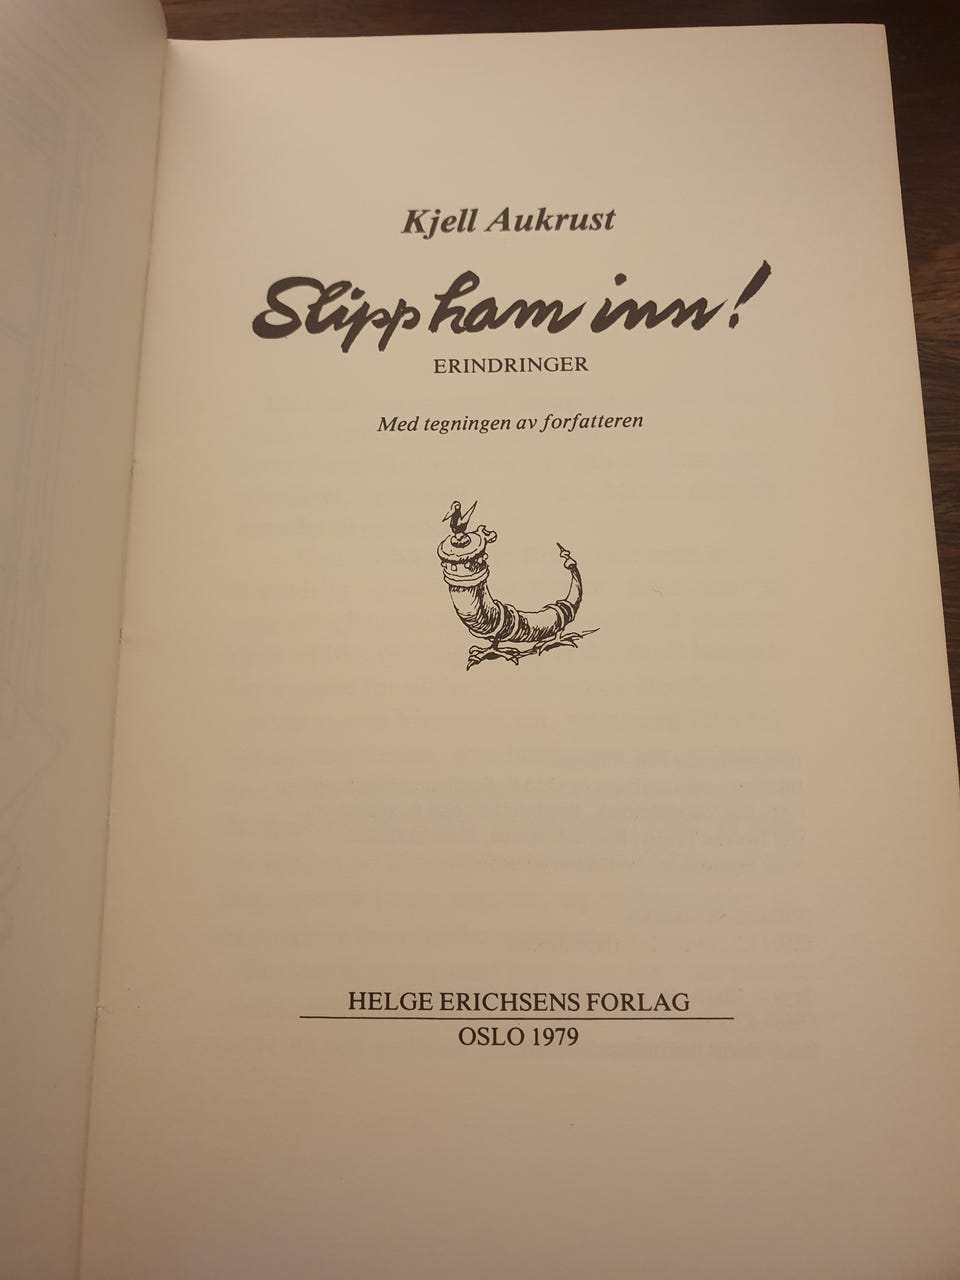 Kjell Aukrust
Slipp ham inn!
ERINDRINGER
Med tegningen av forfatteren
HELGE ERICHSENS FORLAG
OSLO 1979